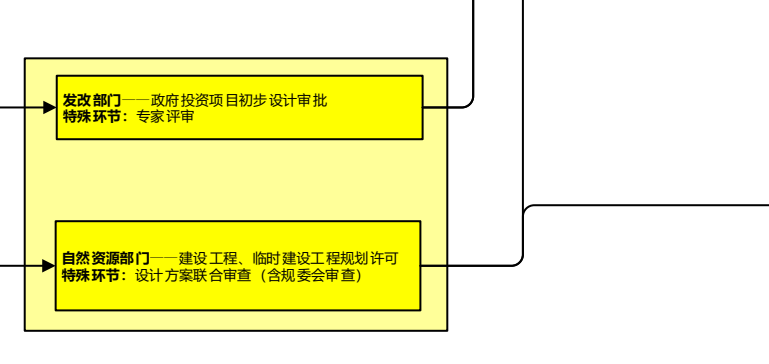 发改部门——政府投资项目初步设计审批
特殊环节：专家评审
自然资源部门——建设工程、临时建设工程规划许可
特殊环节：设计方案联合审查（含规委会审查）